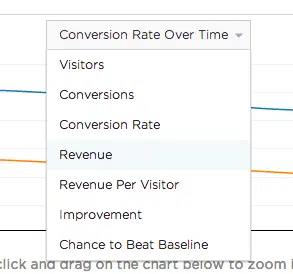 Conversion Rate Over Time
Visitors
Conversions
Conversion Rate
Revenue
Revenue Per Visitor
Improvement
Chance to Beat Baseline
click and drag on the chart below to zoom i